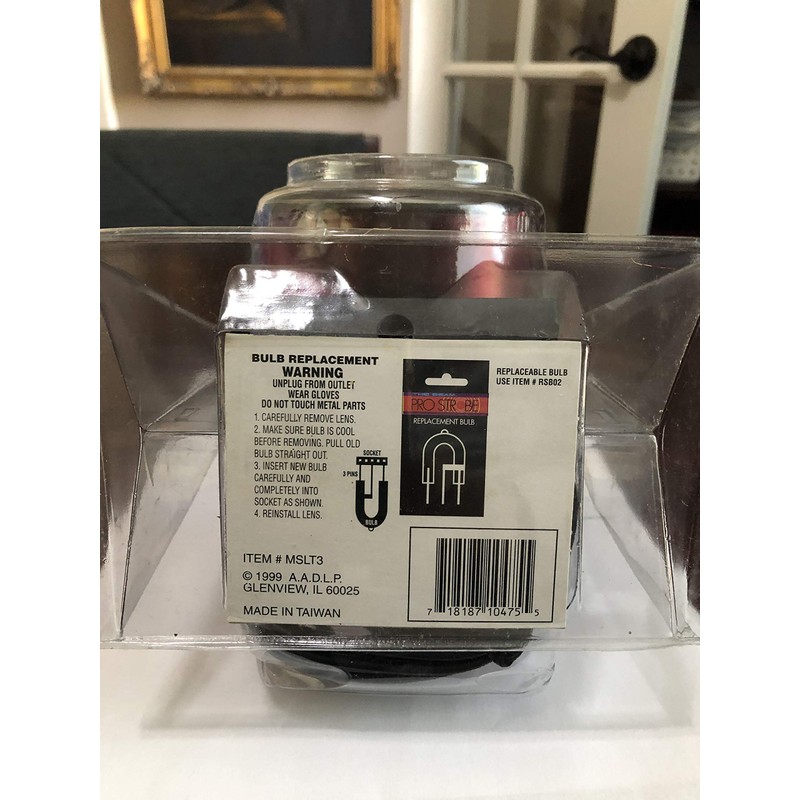 BULB REPLACEMENT
WARNING
UNPLUG FROM OUTLET
WEAR GLOVES
DO NOT TOUCH METAL PARTS
1. CAREFULLY REMOVE LENS.
2. MAKE SURE BULB IS COOL
BEFORE REMOVING. PULL OLD
BULB STRAIGHT OUT.
3. INSERT NEW BULB
CAREFULLY AND
COMPLETELY INTO
SOCKET AS SHOWN.
4. REINSTALL LENS.
SOCKET
3 PINS
BULB
PRO STROBE
REPLACEMENT BULB
REPLACEABLE BULB
USE ITEM # RSB02
ITEM # MSLT3
© 1999 A.A.D.L.P.
GLENVIEW, IL 60025
MADE IN TAIWAN
7 18187 10475 5